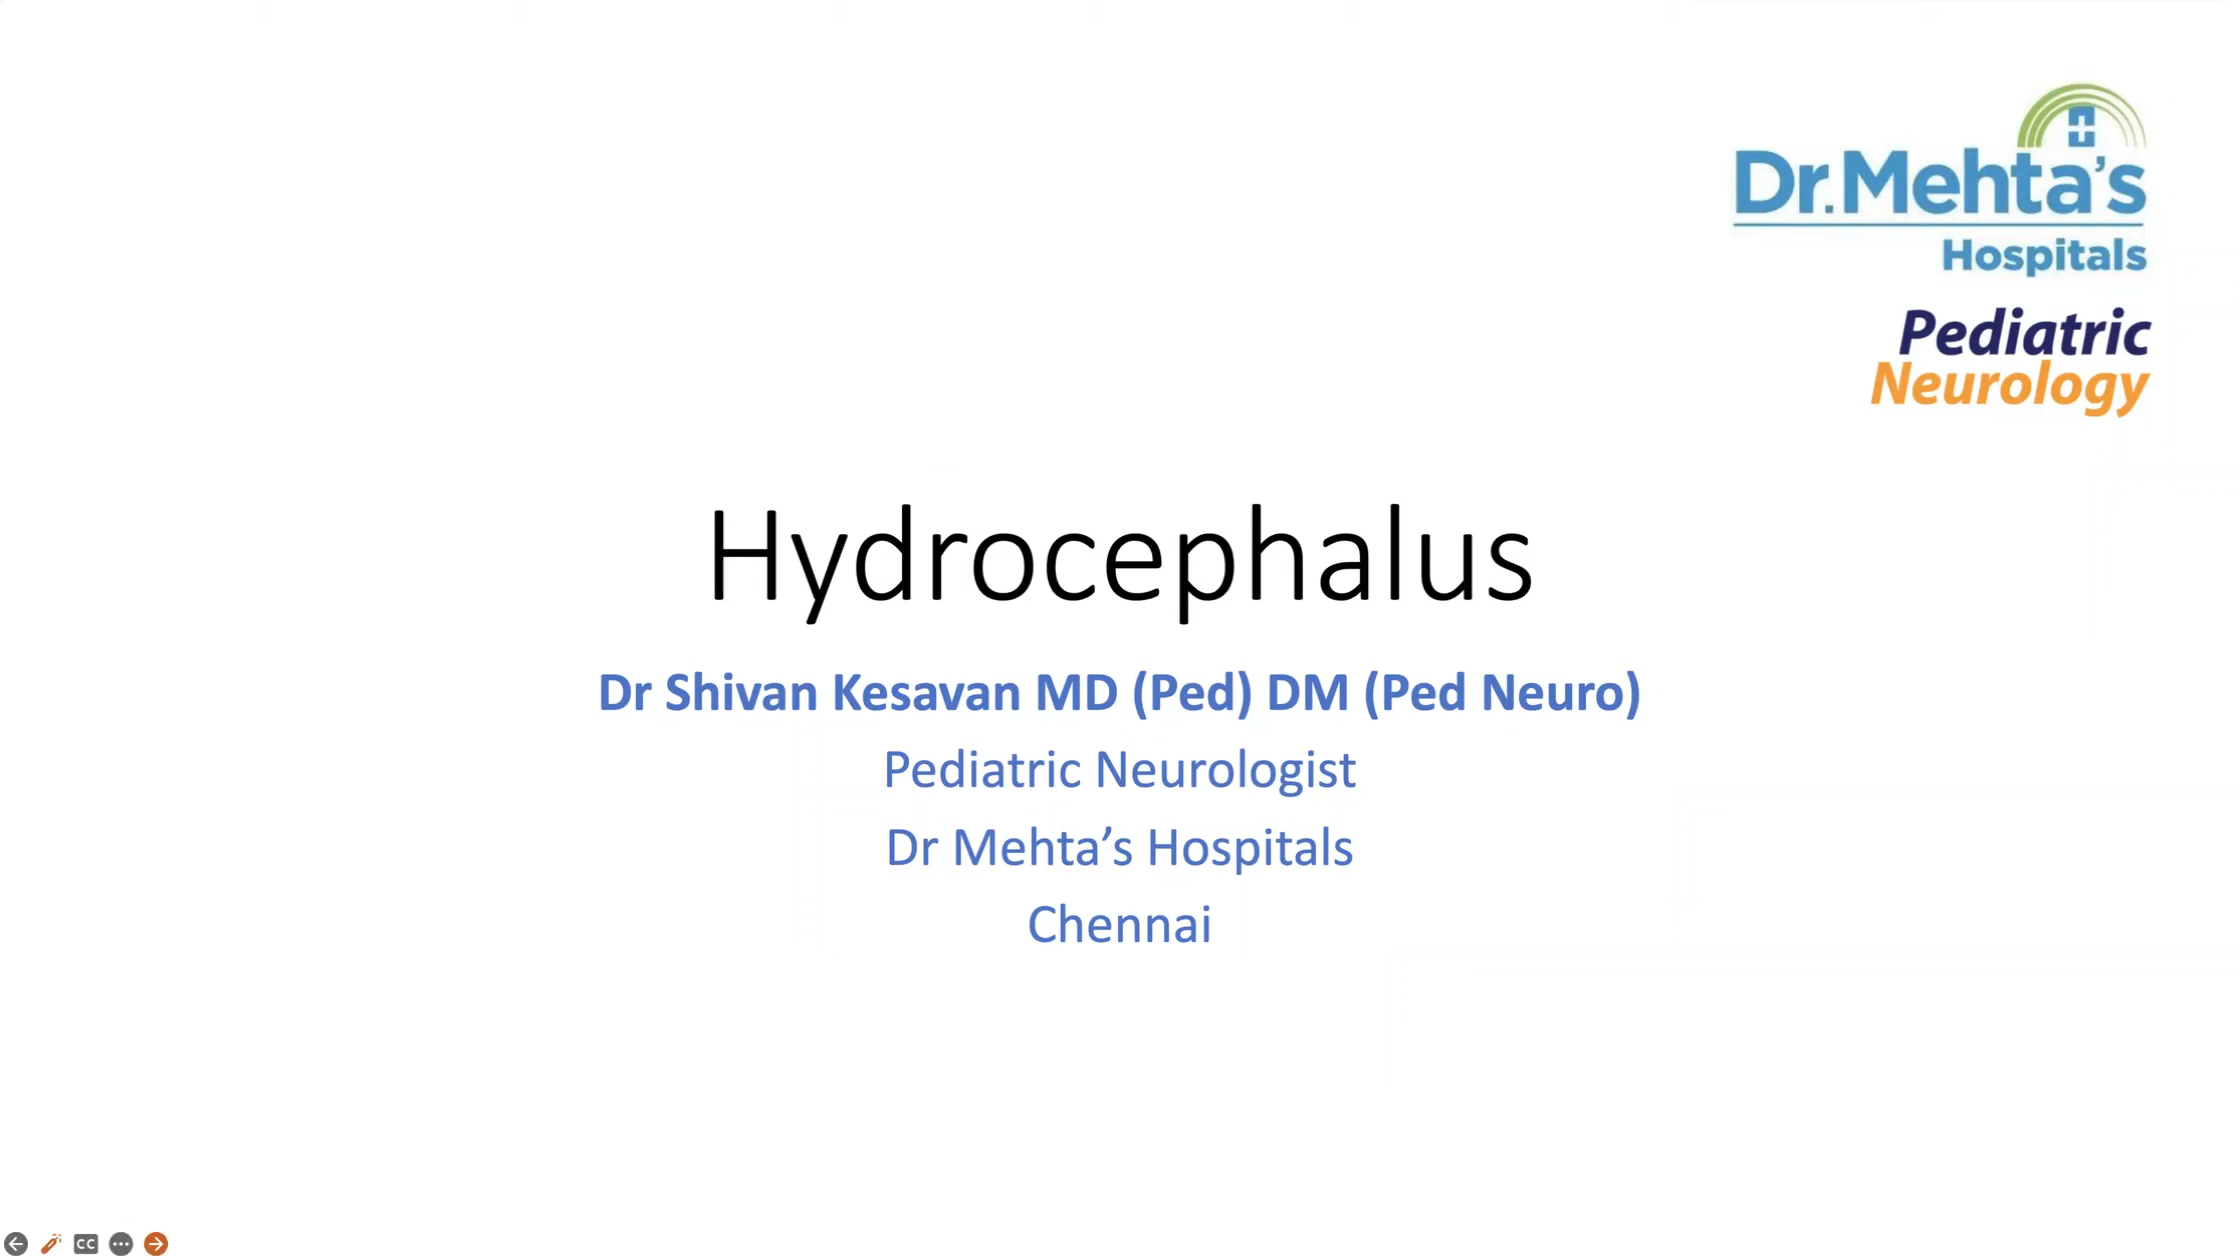 Dr.Mehta's
Hospitals
Pediatric
Neurology
Hydrocephalus
Dr Shivan Kesavan MD (Ped) DM (Ped Neuro)
Pediatric Neurologist
Dr Mehta’s Hospitals
Chennai
CC